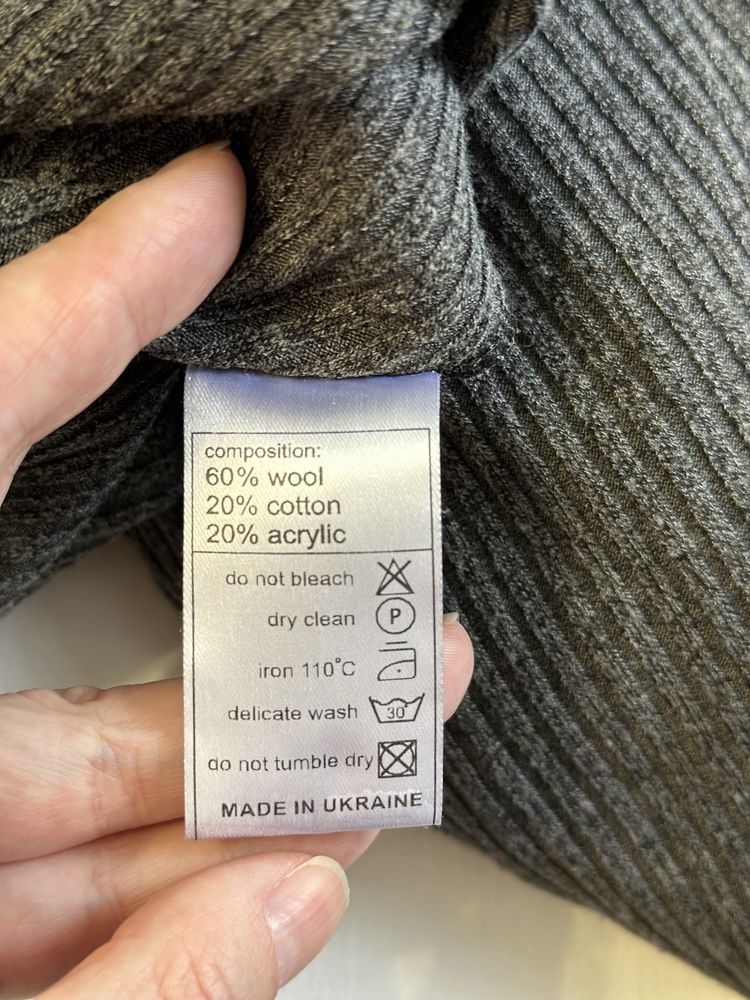 composition:
60% wool
20% cotton
20% acrylic
do not bleach
dry clean P
iron 110°C
delicate wash 30°
do not tumble dry
MADE IN UKRAINE